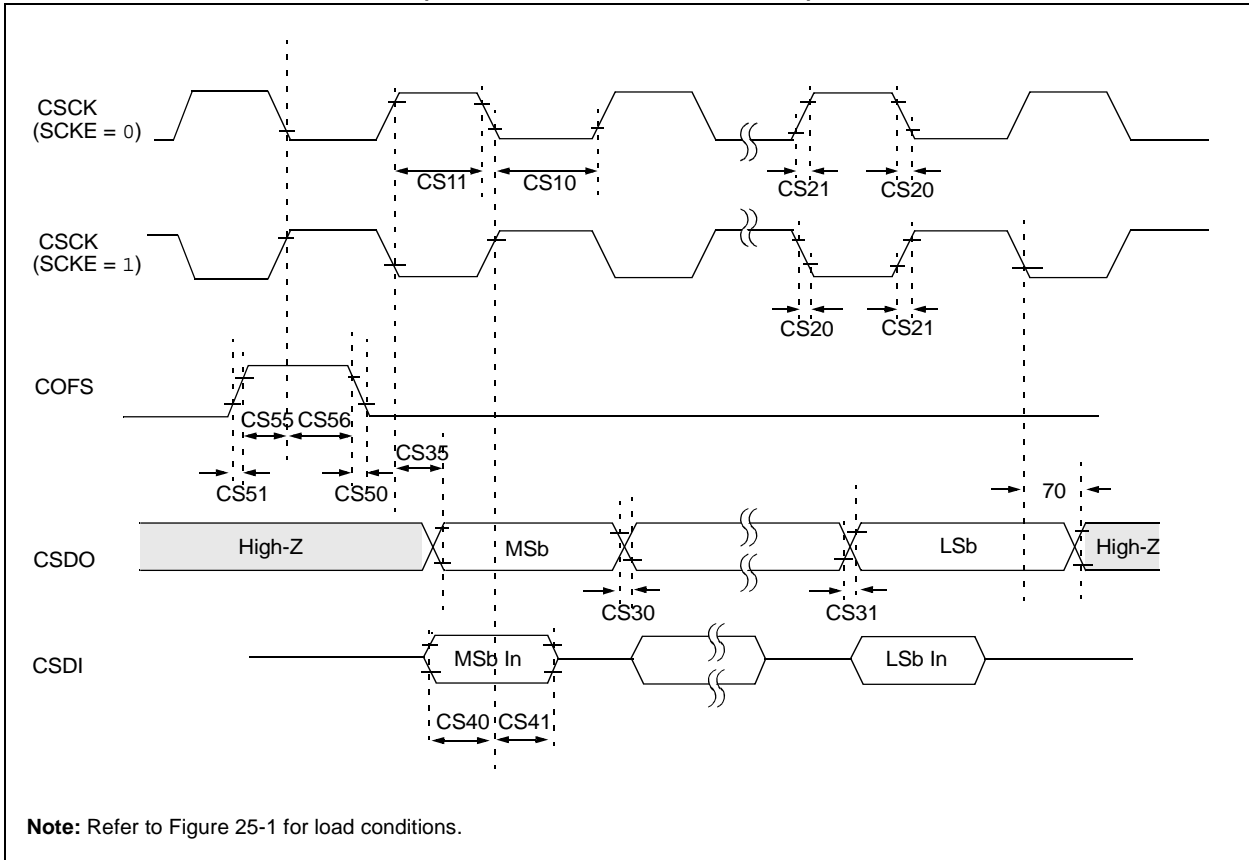 CSCK
(SCKE = 0)
CS11
CS10
CS21
CS20
CSCK
(SCKE = 1)
CS20
CS21
COFS
CS55
CS56
CS35
CS51
CS50
70
CSDO
High-Z
MSb
LSb
High-Z
CS30
CS31
CSDI
MSb In
LSb In
CS40
CS41
Note: Refer to Figure 25-1 for load conditions.